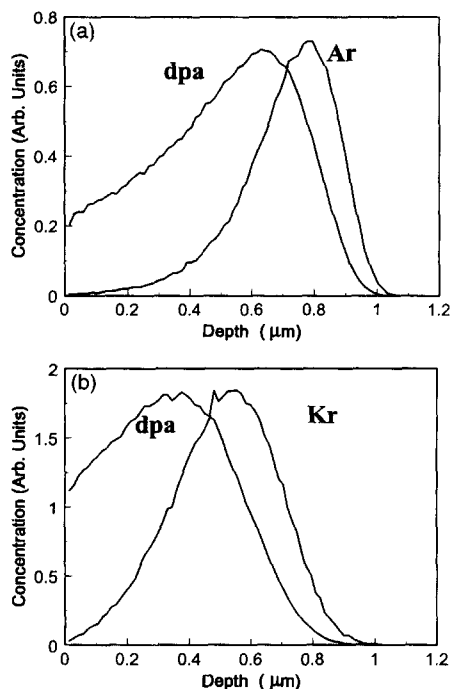 (a)
Concentration (Arb. Units)
0.8
0.6
0.4
0.2
0
dpa
Ar
0 0.2 0.4 0.6 0.8 1 1.2
Depth ( μm)
(b)
Concentration (Arb. Units)
2
1.5
1
0.5
0
dpa
Kr
0 0.2 0.4 0.6 0.8 1 1.2
Depth ( μm)